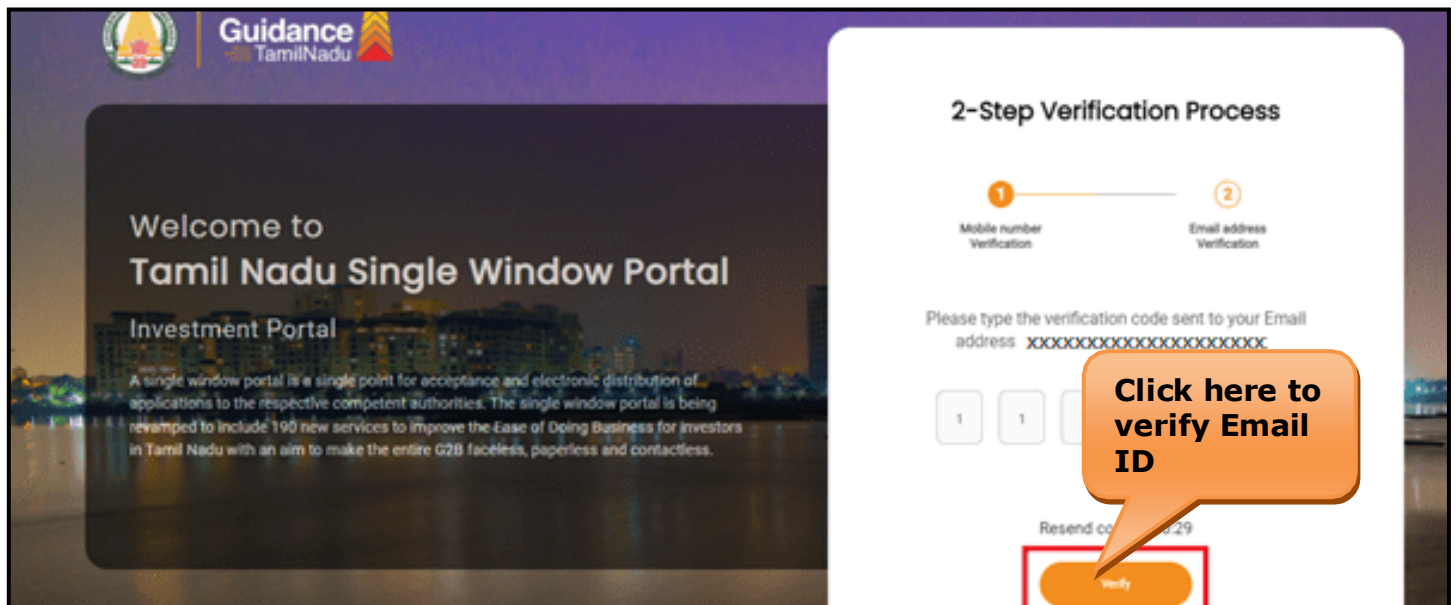 Guidance
TamilNadu
Welcome to
Tamil Nadu Single Window Portal
Investment Portal
A single window portal is a single point for acceptance and electronic distribution of
applications to the respective competent authorities. The single window portal is being
revamped to include 190 new services to improve the Ease of Doing Business for Investors
in Tamil Nadu with an aim to make the entire G2B faceless, paperless and contactless.
2-Step Verification Process
1
2
Mobile number
Verification
Email address
Verification
Please type the verification code sent to your Email
address xxxxxxxxxxxxxxxxxxxx
1 1
Click here to
verify Email
ID
Resend :29
Verify